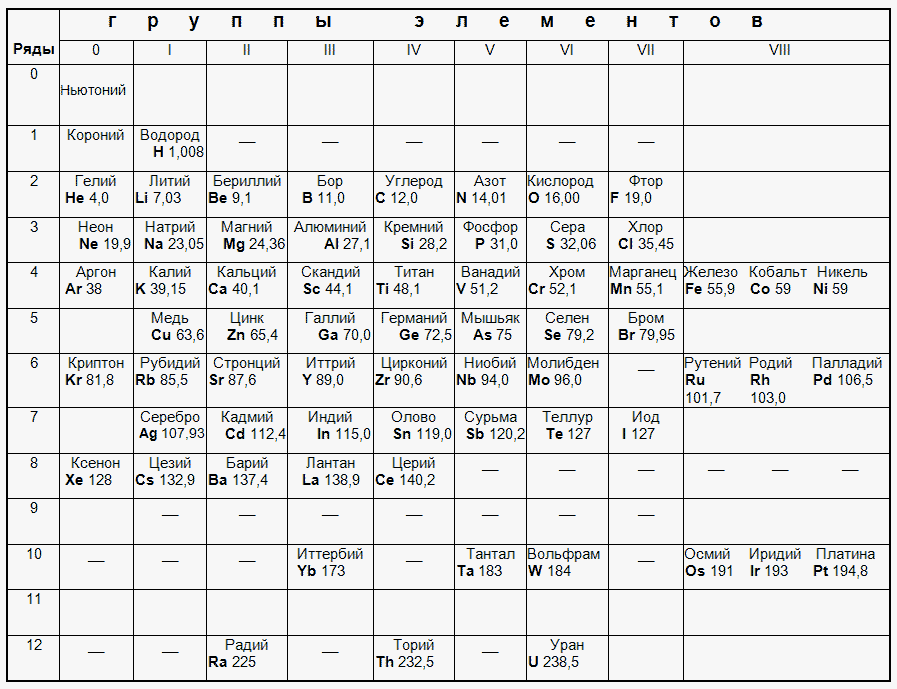 группы элементов
Ряды 0 I II III IV V VI VII VIII
0
Ньютоний
1 Короний Водород — — — — — —
H 1,008
2 Гелий Литий Бериллий Бор Углерод Азот Кислород Фтор
He 4,0 Li 7,03 Be 9,1 B 11,0 C 12,0 N 14,01 O 16,00 F 19,0
3 Неон Натрий Магний Алюминий Кремний Фосфор Сера Хлор
Ne 19,9 Na 23,05 Mg 24,36 Al 27,1 Si 28,2 P 31,0 S 32,06 Cl 35,45
4 Аргон Калий Кальций Скандий Титан Ванадий Хром Марганец Железо Кобальт Никель
Ar 38 K 39,15 Ca 40,1 Sc 44,1 Ti 48,1 V 51,2 Cr 52,1 Mn 55,1 Fe 55,9 Co 59 Ni 59
5 Медь Цинк Галлий Германий Мышьяк Селен Бром
Cu 63,6 Zn 65,4 Ga 70,0 Ge 72,5 As 75 Se 79,2 Br 79,95
6 Криптон Рубидий Стронций Иттрий Цирконий Ниобий Молибден — Рутений Родий Палладий
Kr 81,8 Rb 85,5 Sr 87,6 Y 89,0 Zr 90,6 Nb 94,0 Mo 96,0 Ru Rh Pd 106,5
101,7 103,0
7 Серебро Кадмий Индий Олово Сурьма Теллур Иод
Ag 107,93 Cd 112,4 In 115,0 Sn 119,0 Sb 120,2 Te 127 I 127
8 Ксенон Цезий Барий Лантан Церий — — — — — —
Xe 128 Cs 132,9 Ba 137,4 La 138,9 Ce 140,2
9 — — — — — — —
10 — — — Иттербий — Тантал Вольфрам — Осмий Иридий Платина
Yb 173 Ta 183 W 184 Os 191 Ir 193 Pt 194,8
11
12 — — Радий — Торий — Уран
Ra 225 Th 232,5 U 238,5